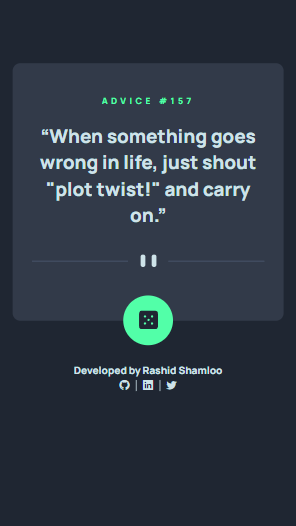 ADVICE #157
“When something goes
wrong in life, just shout
"plot twist!" and carry
on.”
Developed by Rashid Shamloo